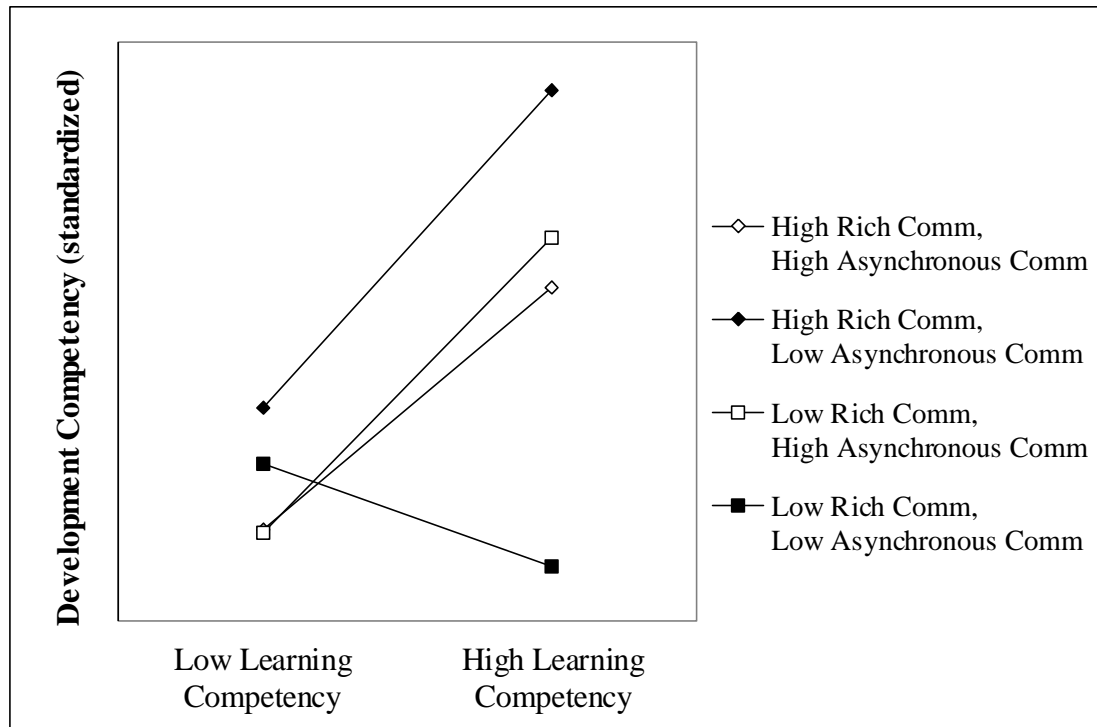 Development Competency (standardized)
High Rich Comm,
High Asynchronous Comm
High Rich Comm,
Low Asynchronous Comm
Low Rich Comm,
High Asynchronous Comm
Low Rich Comm,
Low Asynchronous Comm
Low Learning
Competency
High Learning
Competency